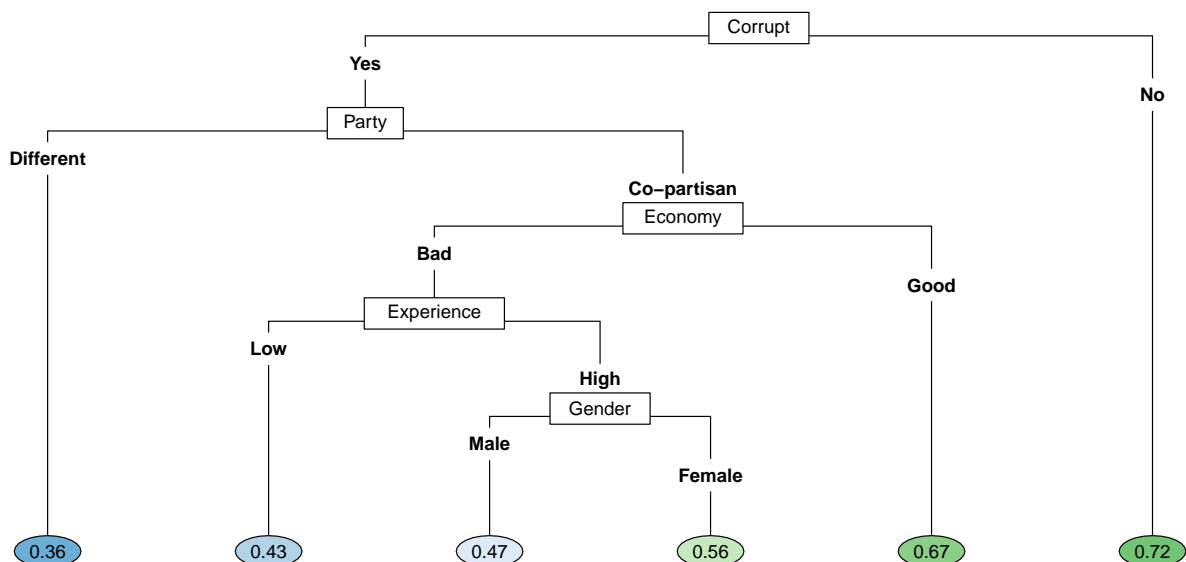 Corrupt
Yes
No
Party
Different
Co−partisan
Economy
Bad
Good
Experience
Low
High
Gender
Male
Female
0.36 0.43 0.47 0.56 0.67 0.72